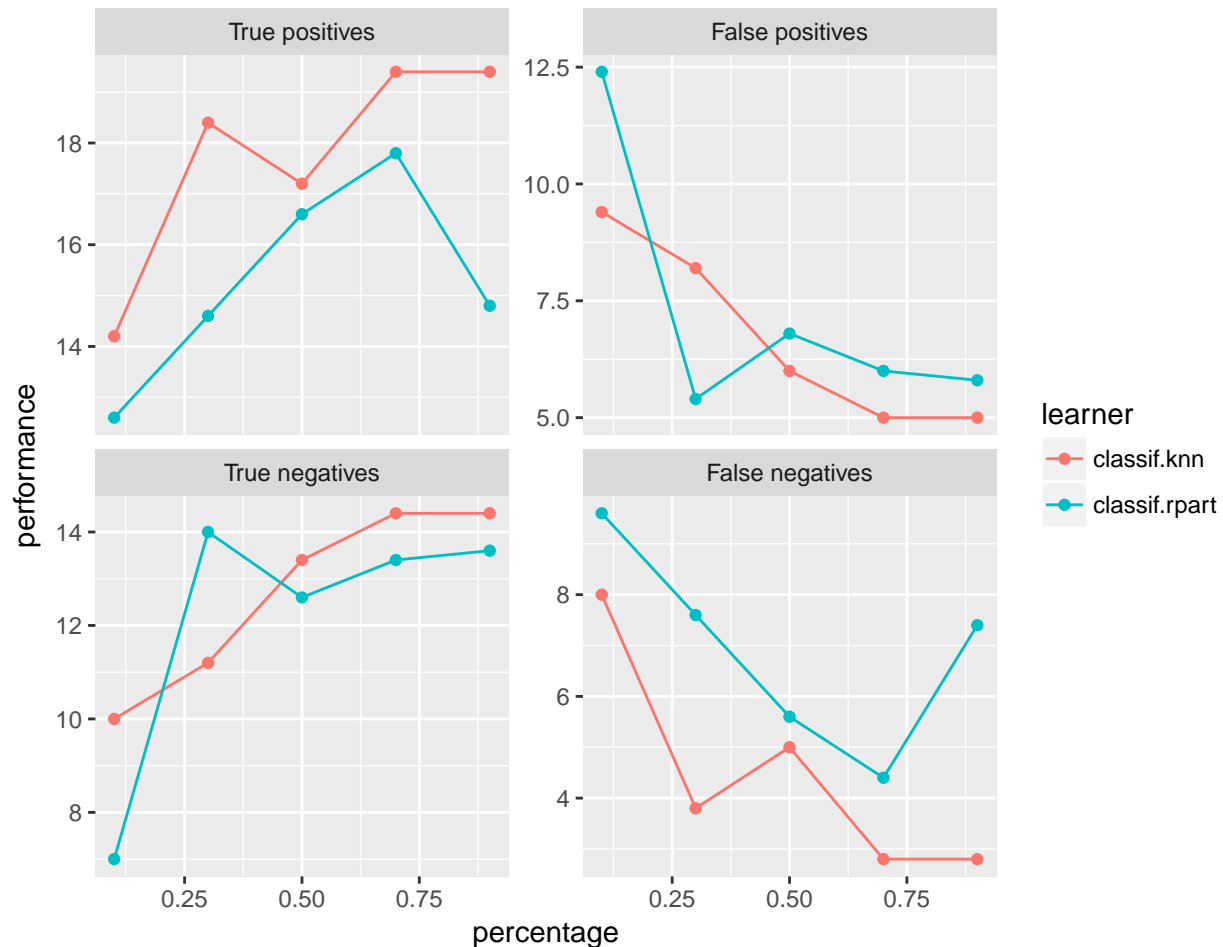 True positives
False positives
12.5
10.0
7.5
5.0
18
16
14
True negatives
False negatives
14
12
10
8
8
6
4
0.25 0.50 0.75
0.25 0.50 0.75
percentage
performance
learner
classif.knn
classif.rpart